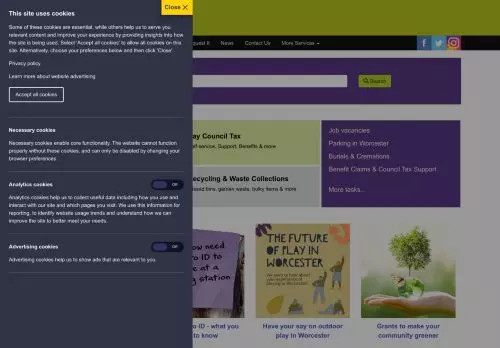 This site uses cookies
Close ✕
Some of these cookies are essential, while others help us to serve you
relevant content and improve your experience by providing insights into how
the site is being used. Select 'Accept all cookies' to allow all cookies on this
site. Alternatively, choose your preferences below and then click 'Close'
Privacy policy
Learn more about website advertising
Accept all cookies
Necessary cookies
Necessary cookies enable core functionality. The website cannot function
properly without these cookies, and can only be disabled by changing your
browser preferences
Analytics cookies
Off
Analytics cookies help us to collect useful data including how you use and
interact with our site and which pages you visit. We use this information for
reporting, to identify website usage trends and understand how we can
improve the site to better meet your needs.
Advertising cookies
Off
Advertising cookies help us to show ads that are relevant to you.
quest It News Contact Us More Services
Search
ay Council Tax
self-service, Support, Benefits & more
ecycling & Waste Collections
bins, garden waste, bulky items & more
Job vacancies
Parking in Worcester
Burials & Cremations
Benefit Claims & Council Tax Support
More tasks..
w need
ID to
e at a
station
THE FUTURE
OF PLAY IN
WORCESTER
ID - what you
to know
Have your say on outdoor
play in Worcester
Grants to make your
community greener